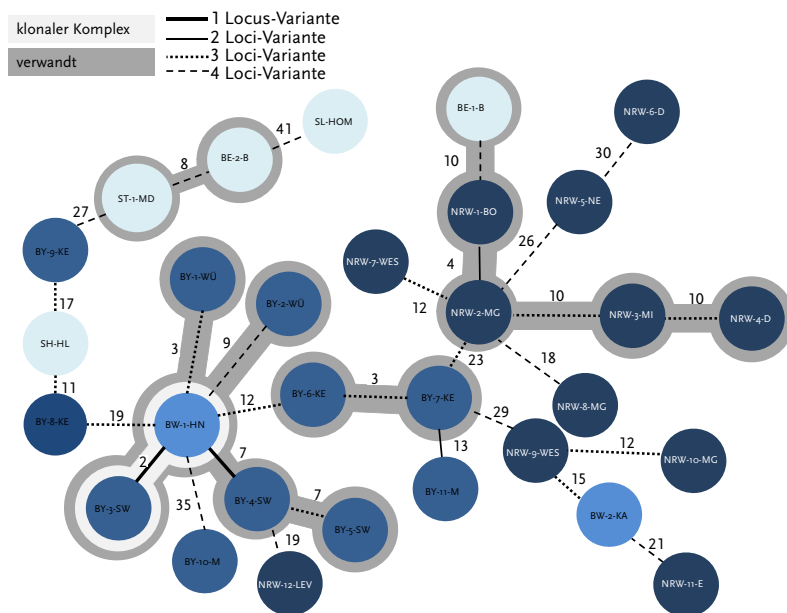 klonaler Komplex
verwandt
1 Locus-Variante
2 Loci-Variante
3 Loci-Variante
4 Loci-Variante
SL-HOM
41
BE-2-B
8
ST-1-MD
27
BY-9-KE
17
SH-HL
11
BY-8-KE
19
BY-1-WÜ
BY-2-WÜ
3
9
BW-1-HN
12
BY-6-KE
3
BY-7-KE
2
7
35
BY-3-SW
BY-4-SW
7
BY-5-SW
19
BY-10-M
NRW-12-LEV
13
BY-11-M
BE-1-B
10
NRW-1-BO
4
NRW-2-MG
NRW-7-WES
12
26
NRW-5-NE
30
NRW-6-D
10
NRW-3-MI
10
NRW-4-D
23
18
NRW-8-MG
29
NRW-9-WES
12
NRW-10-MG
15
BW-2-KA
21
NRW-11-E